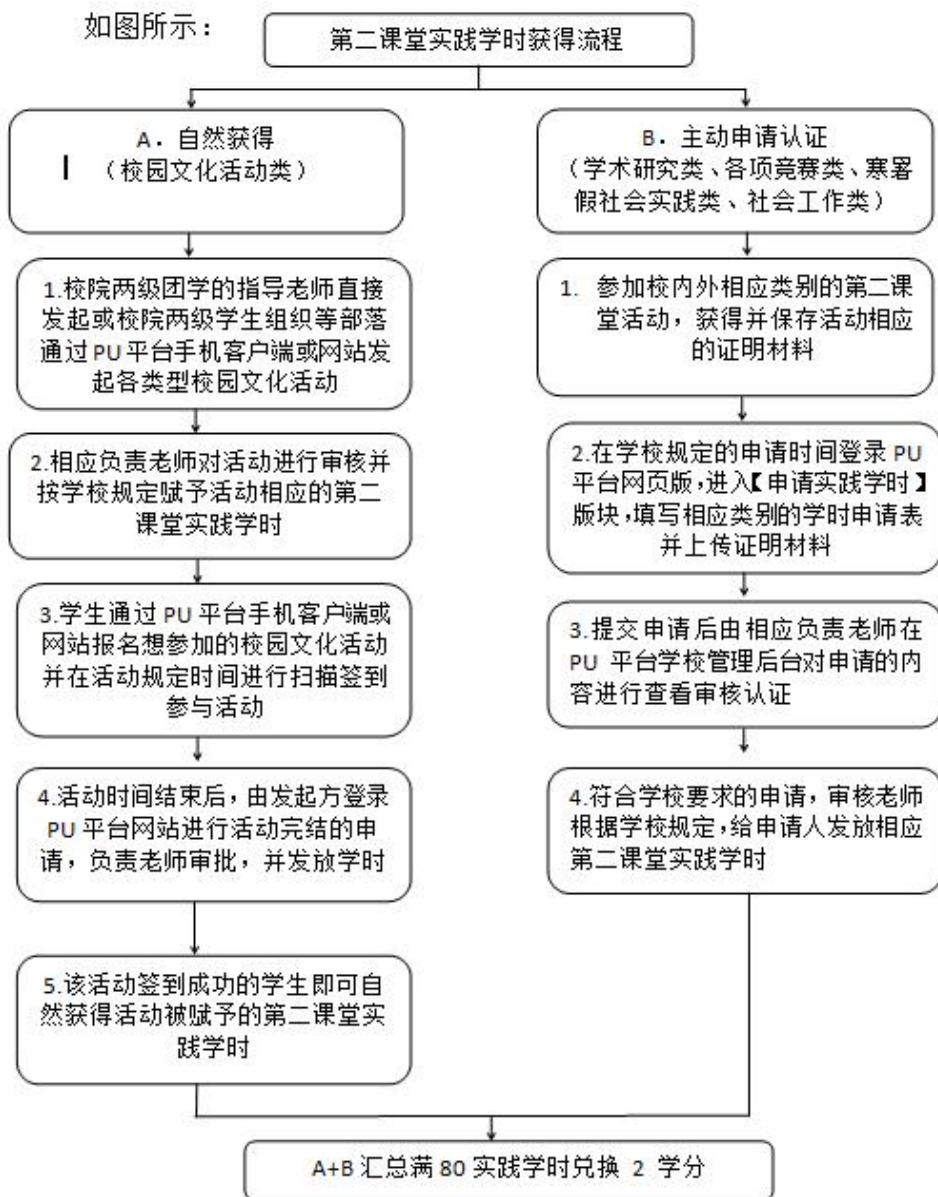 如图所示：
第二课堂实践学时获得流程
A．自然获得
（校园文化活动类）
B．主动申请认证
（学术研究类、各项竞赛类、寒署
假社会实践类、社会工作类）
1.校院两级团学的指导老师直接
发起或校院两级学生组织等部落
通过 PU 平台手机客户端或网站发
起各类型校园文化活动
1. 参加校内外相应类别的第二课
堂活动，获得并保存活动相应
的证明材料
2.相应负责老师对活动进行审核并
按学校规定赋予活动相应的第二
课堂实践学时
2.在学校规定的申请时间登录 PU
平台网页版，进入【申请实践学时】
版块，填写相应类别的学时申请表
并上传证明材料
3.学生通过 PU 平台手机客户端或
网站报名想参加的校园文化活动
并在活动规定时间进行扫描签到
参与活动
3.提交申请后由相应负责老师在
PU 平台学校管理后台对申请的内
容进行查看审核认证
4.活动时间结束后，由发起方登录
PU 平台网站进行活动完结的申
请，负责老师审批，并发放学时
4.符合学校要求的申请，审核老师
根据学校规定，给申请人发放相应
第二课堂实践学时
5.该活动签到成功的学生即可自
然获得活动被赋予的第二课堂实
践学时
A+B 汇总满 80 实践学时兑换 2 学分